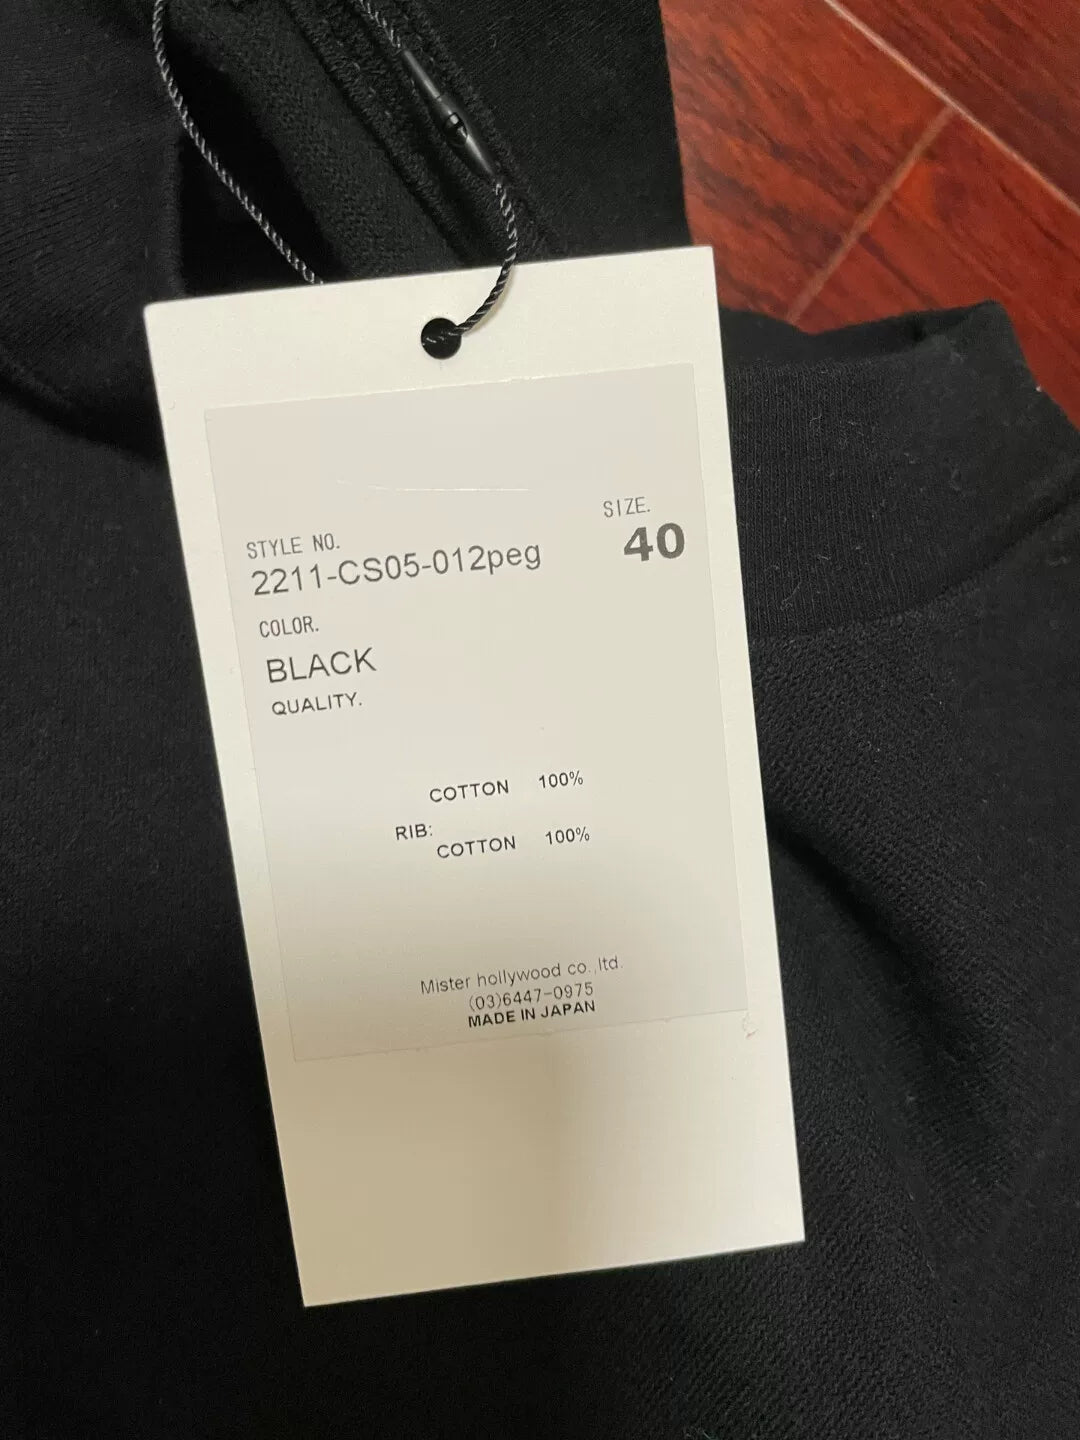 STYLE NO.
2211-CS05-012peg
SIZE.
40
COLOR.
BLACK
QUALITY.
COTTON 100%
RIB:
COTTON 100%
Mister hollywood co.,ltd.
(03)6447-0975
MADE IN JAPAN